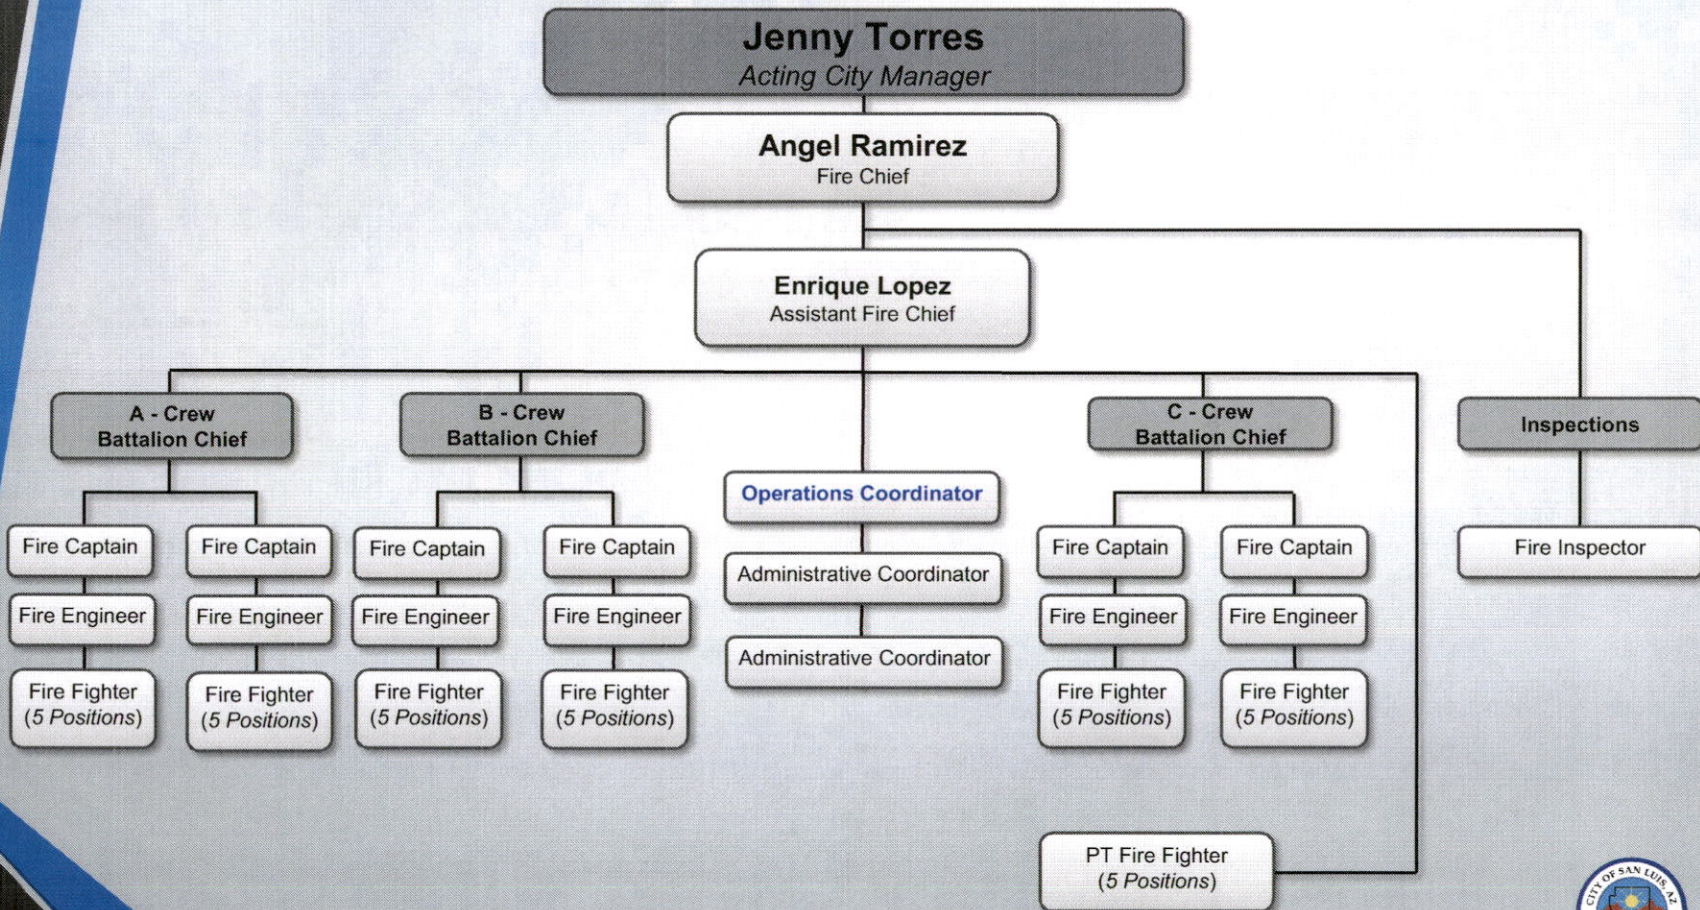 Jenny Torres
Acting City Manager
Angel Ramirez
Fire Chief
Enrique Lopez
Assistant Fire Chief
A - Crew
Battalion Chief
B - Crew
Battalion Chief
C - Crew
Battalion Chief
Inspections
Operations Coordinator
Fire Captain
Fire Captain
Fire Captain
Fire Captain
Fire Captain
Fire Captain
Fire Inspector
Administrative Coordinator
Fire Engineer
Fire Engineer
Fire Engineer
Fire Engineer
Fire Engineer
Fire Engineer
Administrative Coordinator
Fire Fighter
(5 Positions)
Fire Fighter
(5 Positions)
Fire Fighter
(5 Positions)
Fire Fighter
(5 Positions)
Fire Fighter
(5 Positions)
Fire Fighter
(5 Positions)
PT Fire Fighter
(5 Positions)
CITY OF SAN LUIS, AZ